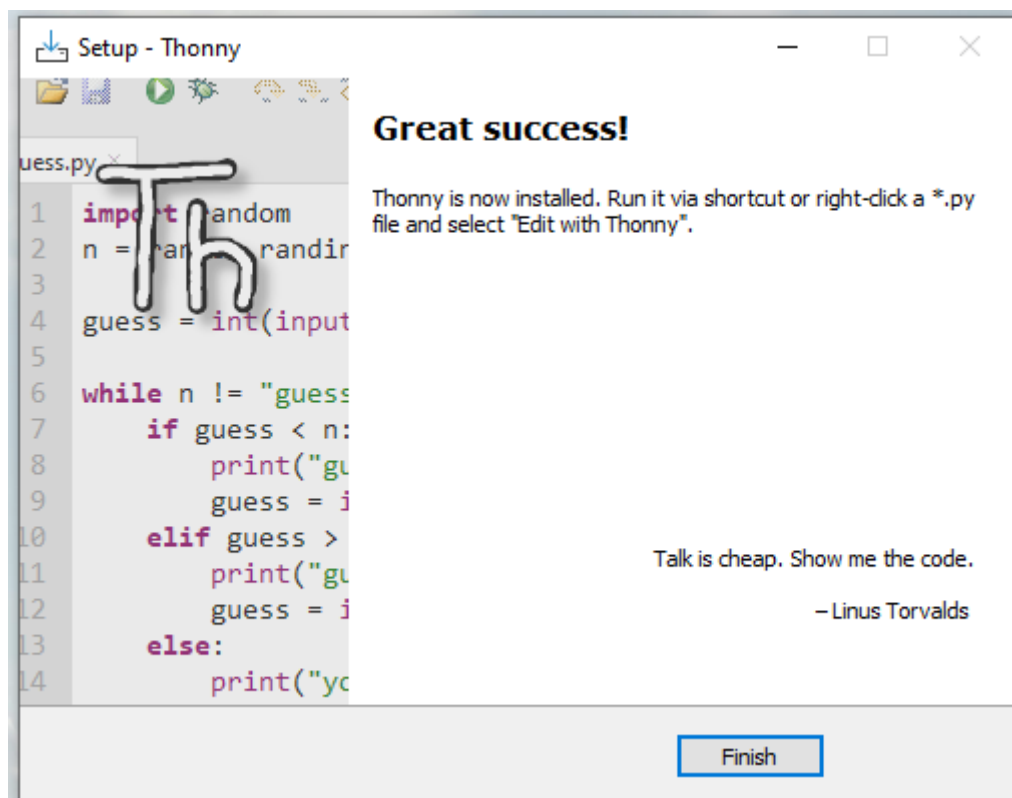 Setup - Thonny
Great success!
Thonny is now installed. Run it via shortcut or right-click a *.py
file and select "Edit with Thonny".
Talk is cheap. Show me the code.
– Linus Torvalds
Finish
uess.py
Th
1 import random
2 n = ran randin
3
4 guess = int(input
5
6 while n != "guess
7 if guess < n:
8 print("gu
9 guess = i
10 elif guess >
11 print("gu
12 guess = i
13 else:
14 print("yo